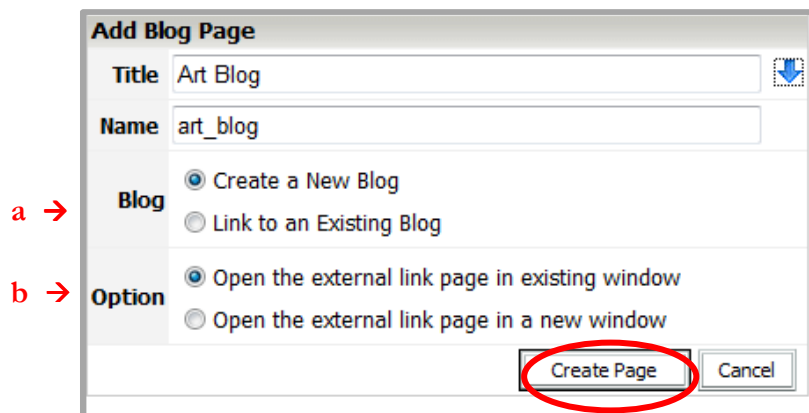 Add Blog Page
Title Art Blog
Name art_blog
a → Blog
Create a New Blog
Link to an Existing Blog
b → Option
Open the external link page in existing window
Open the external link page in a new window
Create Page Cancel